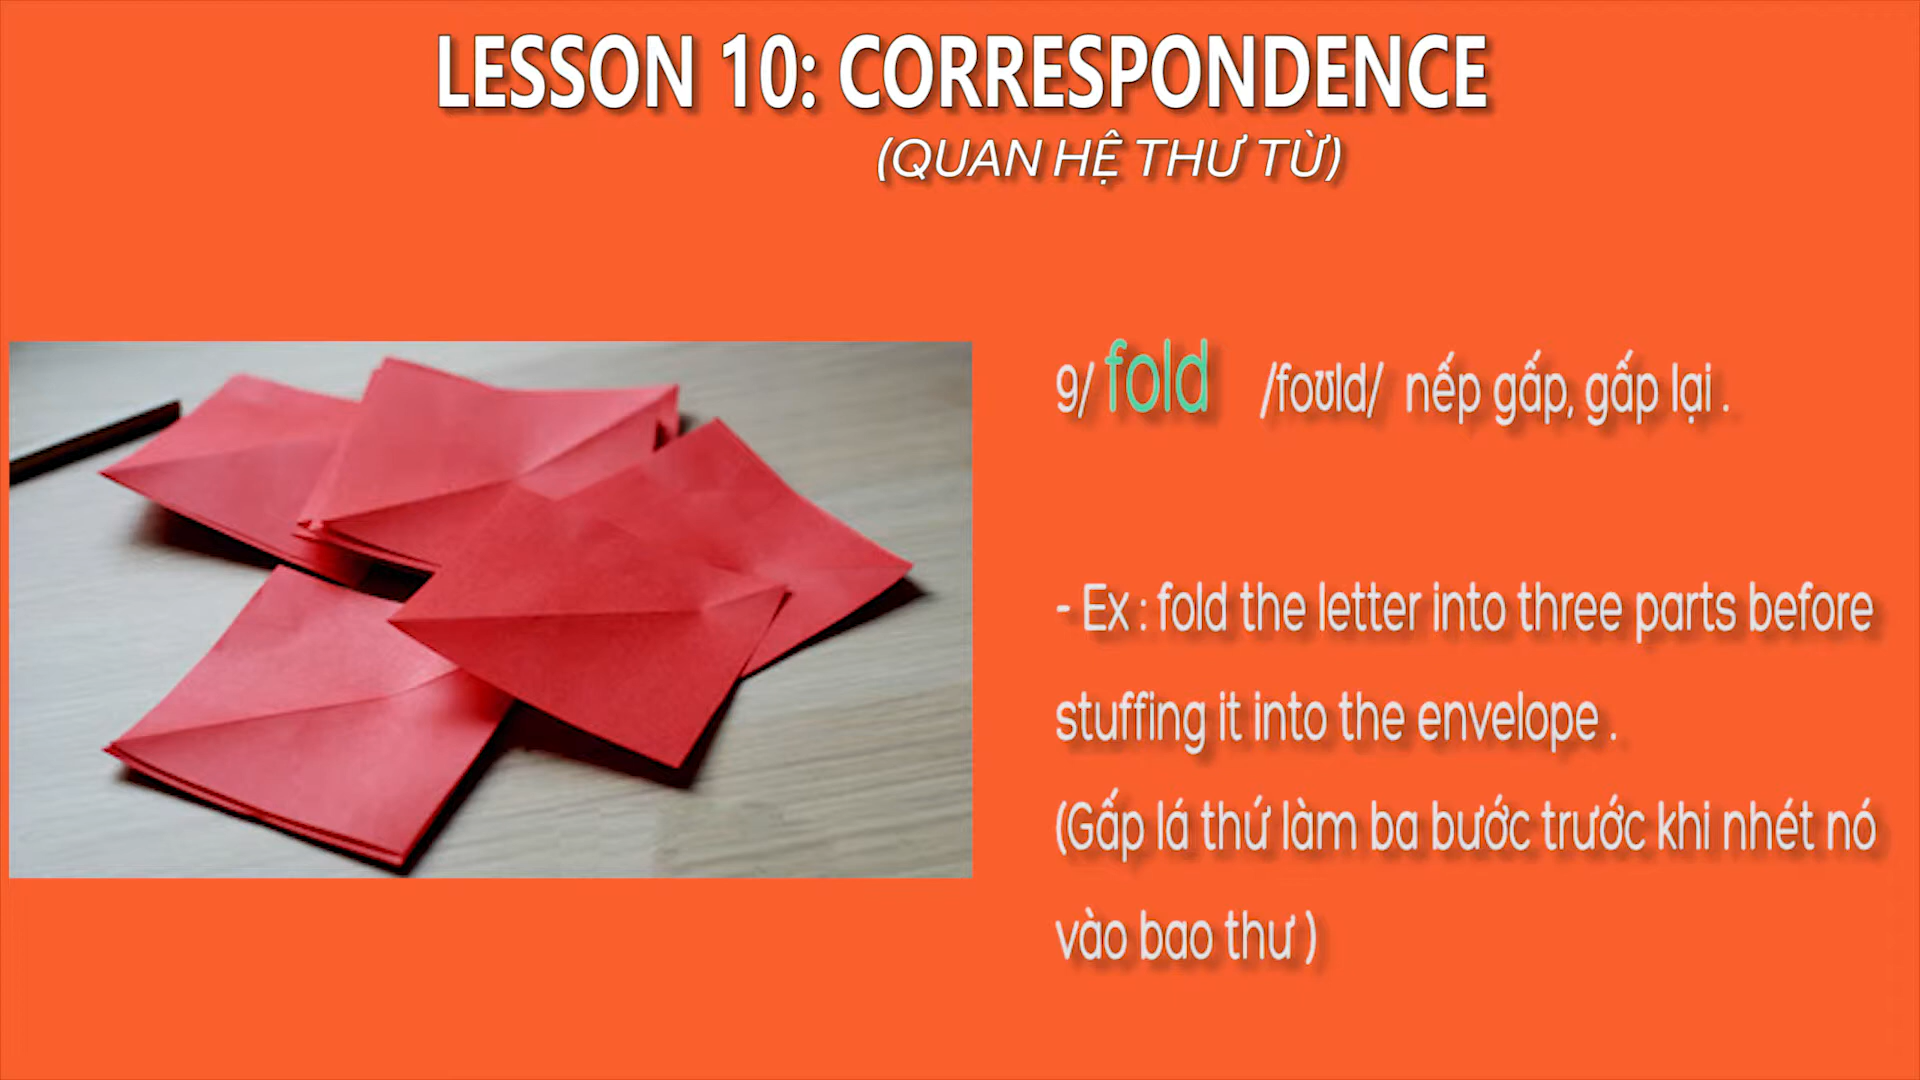 LESSON 10: CORRESPONDENCE
(QUAN HỆ THƯ TỪ)
9/ fold /foʊld/ nếp gấp, gấp lại .
- Ex : fold the letter into three parts before
stuffing it into the envelope .
(Gấp lá thứ làm ba bước trước khi nhét nó
vào bao thư )